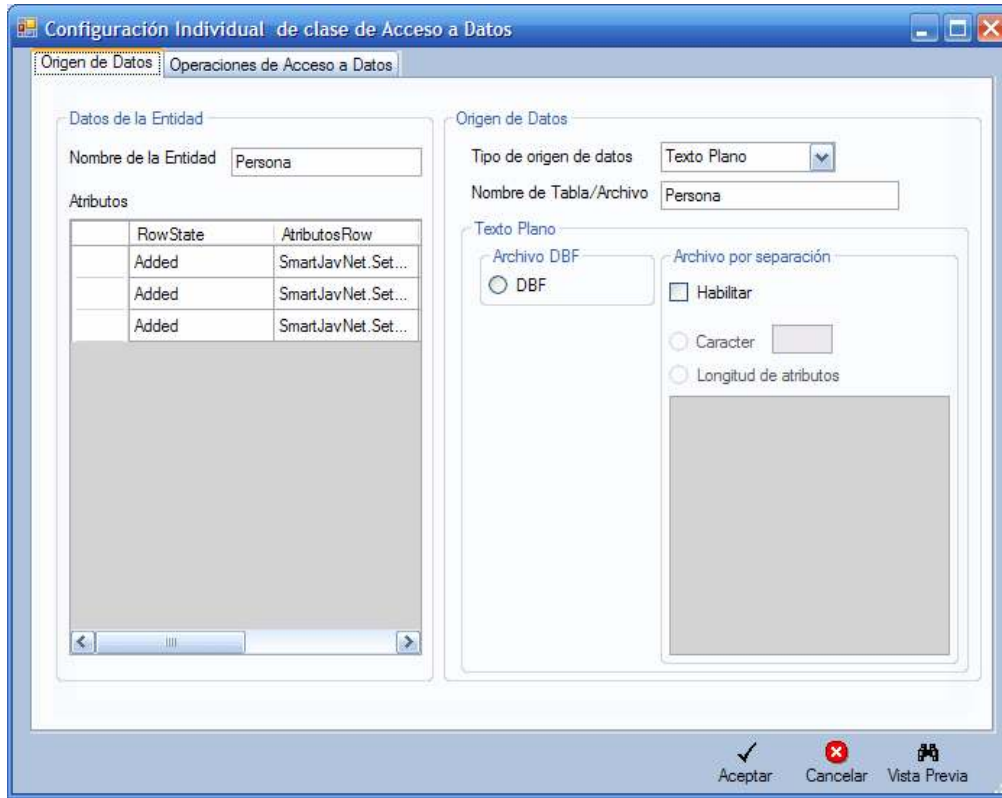 Configuración Individual  de clase de Acceso a Datos
Origen de Datos
Operaciones de Acceso a Datos
Datos de la Entidad
Nombre de la Entidad
Persona
Atributos
RowState
AtributosRow
Added
SmartJavNet.Set...
Added
SmartJavNet.Set...
Added
SmartJavNet.Set...
Origen de Datos
Tipo de origen de datos
Texto Plano
Nombre de Tabla/Archivo
Persona
Texto Plano
Archivo DBF
DBF
Archivo por separación
Habilitar
Caracter
Longitud de atributos
Aceptar
Cancelar
Vista Previa